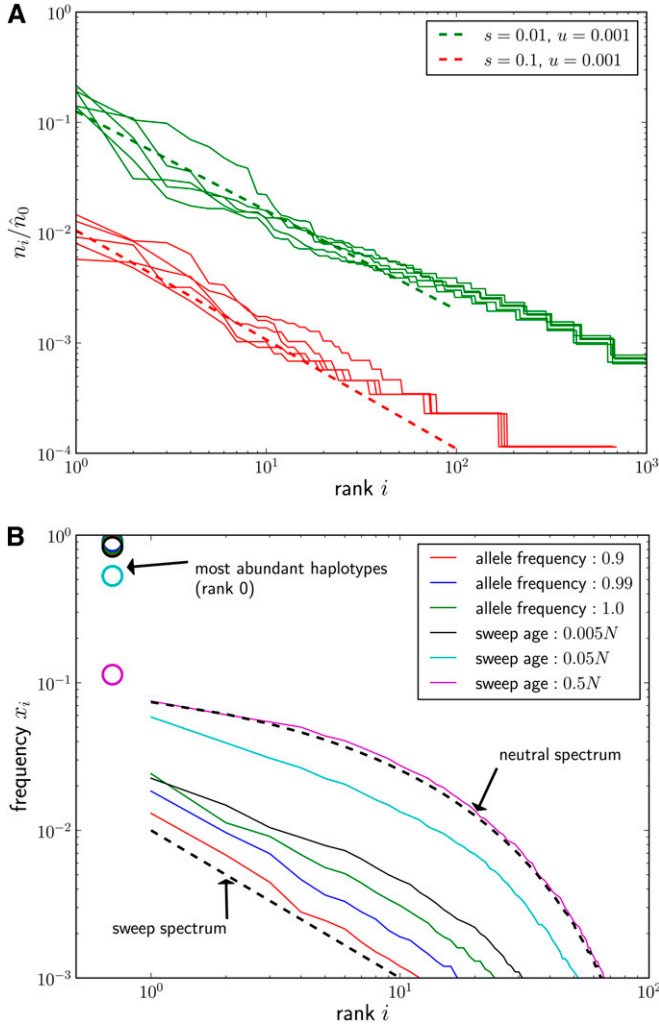 A
10^0
10^-1
10^-2
10^-3
10^-4
n_i/n̂_0
s = 0.01, u = 0.001
s = 0.1, u = 0.001
10^0 10^1 10^2 10^3
rank i
B
10^0
10^-1
10^-2
10^-3
frequency x_i
most abundant haplotypes
(rank 0)
allele frequency : 0.9
allele frequency : 0.99
allele frequency : 1.0
sweep age : 0.005N
sweep age : 0.05N
sweep age : 0.5N
neutral spectrum
sweep spectrum
10^0 10^1 10^2
rank i